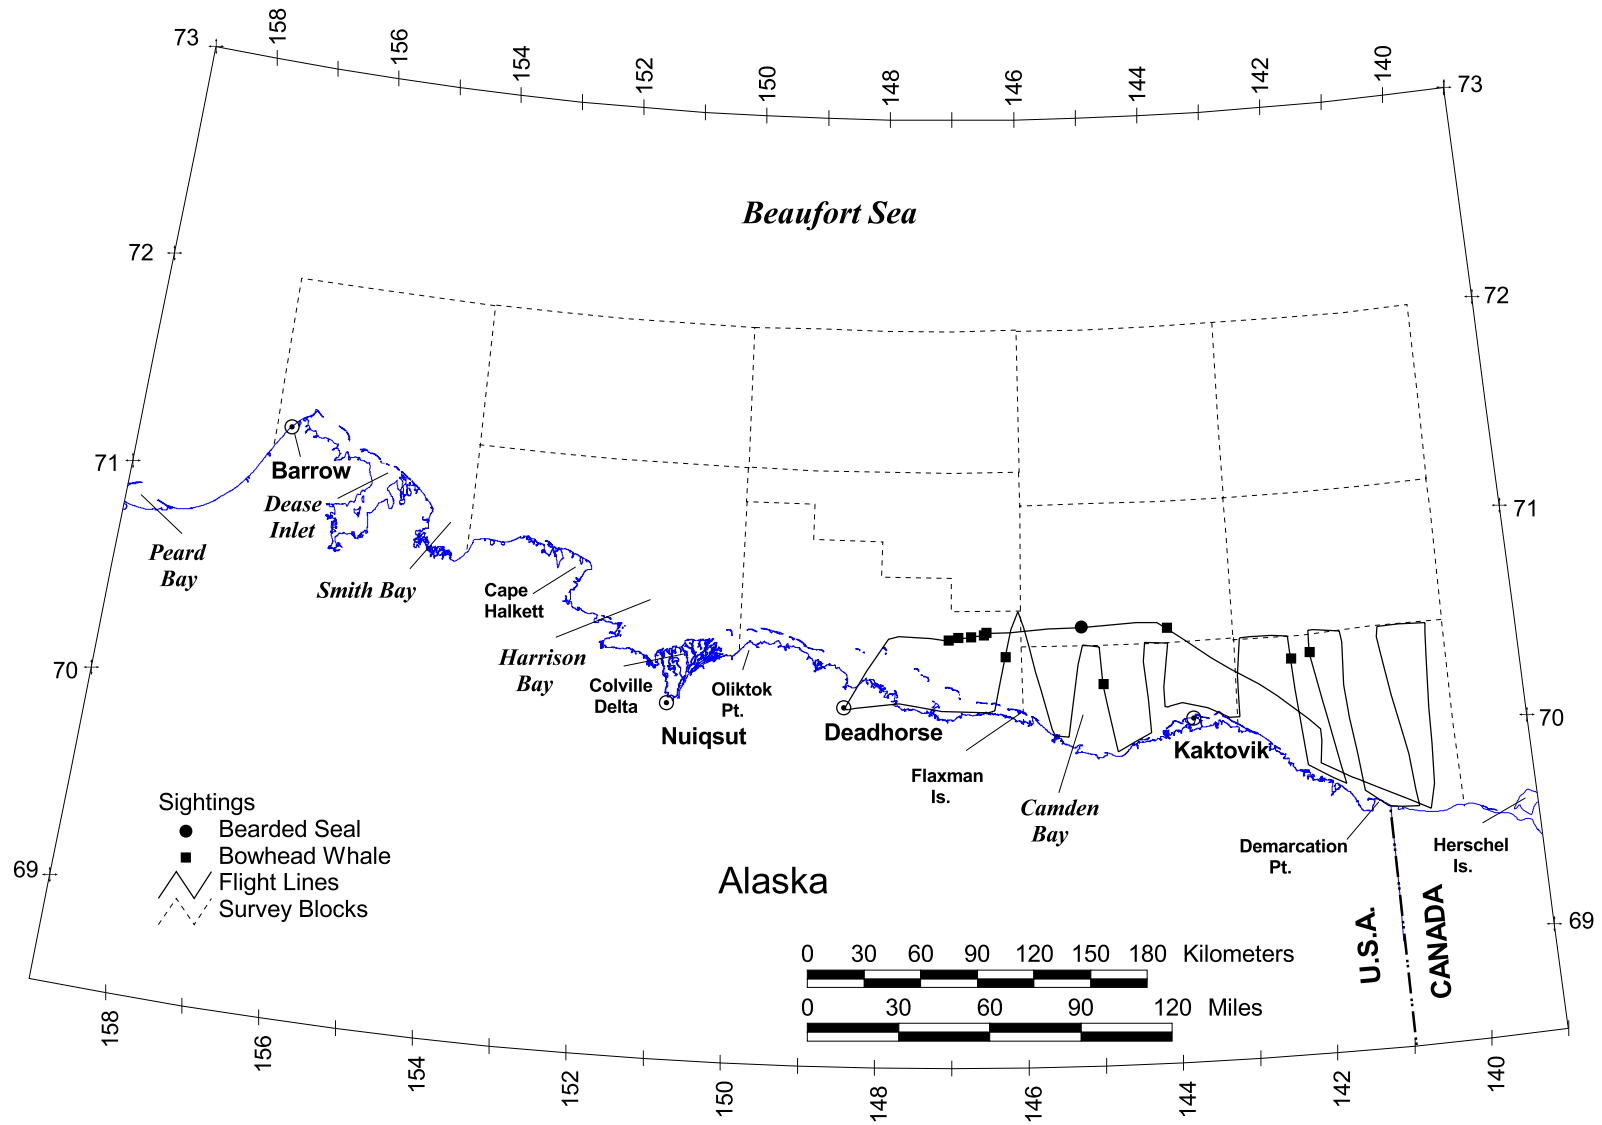 158
156
154
152
150
148
146
144
142
140
73
73
Beaufort Sea
72
72
71
71
Barrow
Dease
Inlet
Peard
Bay
Smith Bay
Cape
Halkett
Harrison
Bay
70
70
Colville
Delta
Oliktok
Pt.
Nuiqsut
Deadhorse
Kaktovik
Flaxman
Is.
Camden
Bay
Demarcation
Pt.
Herschel
Is.
Sightings
Bearded Seal
Bowhead Whale
Flight Lines
Survey Blocks
69
69
Alaska
U.S.A.
CANADA
0 30 60 90 120 150 180 Kilometers
0 30 60 90 120 Miles
158
156
154
152
150
148
146
144
142
140